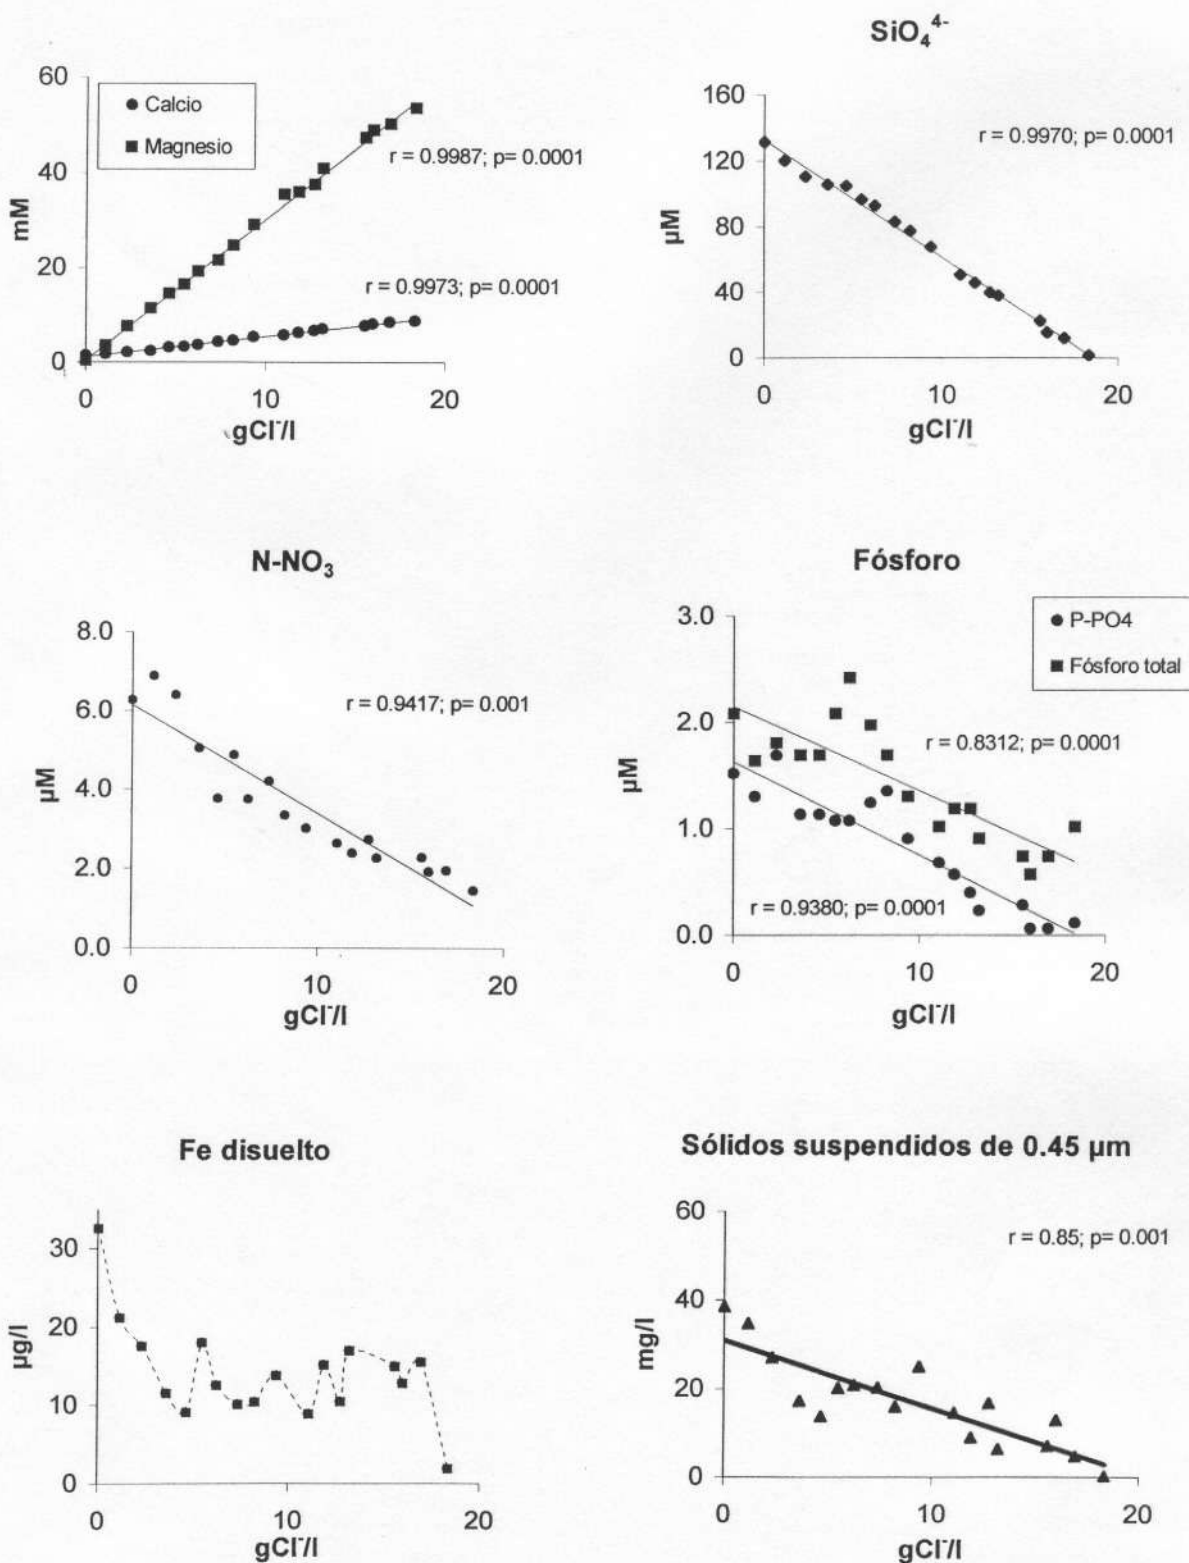 60
40
20
0
mM
Calcio
Magnesio
r = 0.9987; p= 0.0001
r = 0.9973; p= 0.0001
0 10 20
gCl⁻/l
SiO₄⁴⁻
160
120
80
40
0
µM
r = 0.9970; p= 0.0001
0 10 20
gCl⁻/l
N-NO₃
8.0
6.0
4.0
2.0
0.0
µM
r = 0.9417; p= 0.001
0 10 20
gCl⁻/l
Fósforo
3.0
2.0
1.0
0.0
µM
P-PO4
Fósforo total
r = 0.8312; p= 0.0001
r = 0.9380; p= 0.0001
0 10 20
gCl⁻/l
Fe disuelto
30
20
10
0
µg/l
0 10 20
gCl⁻/l
Sólidos suspendidos de 0.45 µm
60
40
20
0
mg/l
r = 0.85; p= 0.001
0 10 20
gCl⁻/l